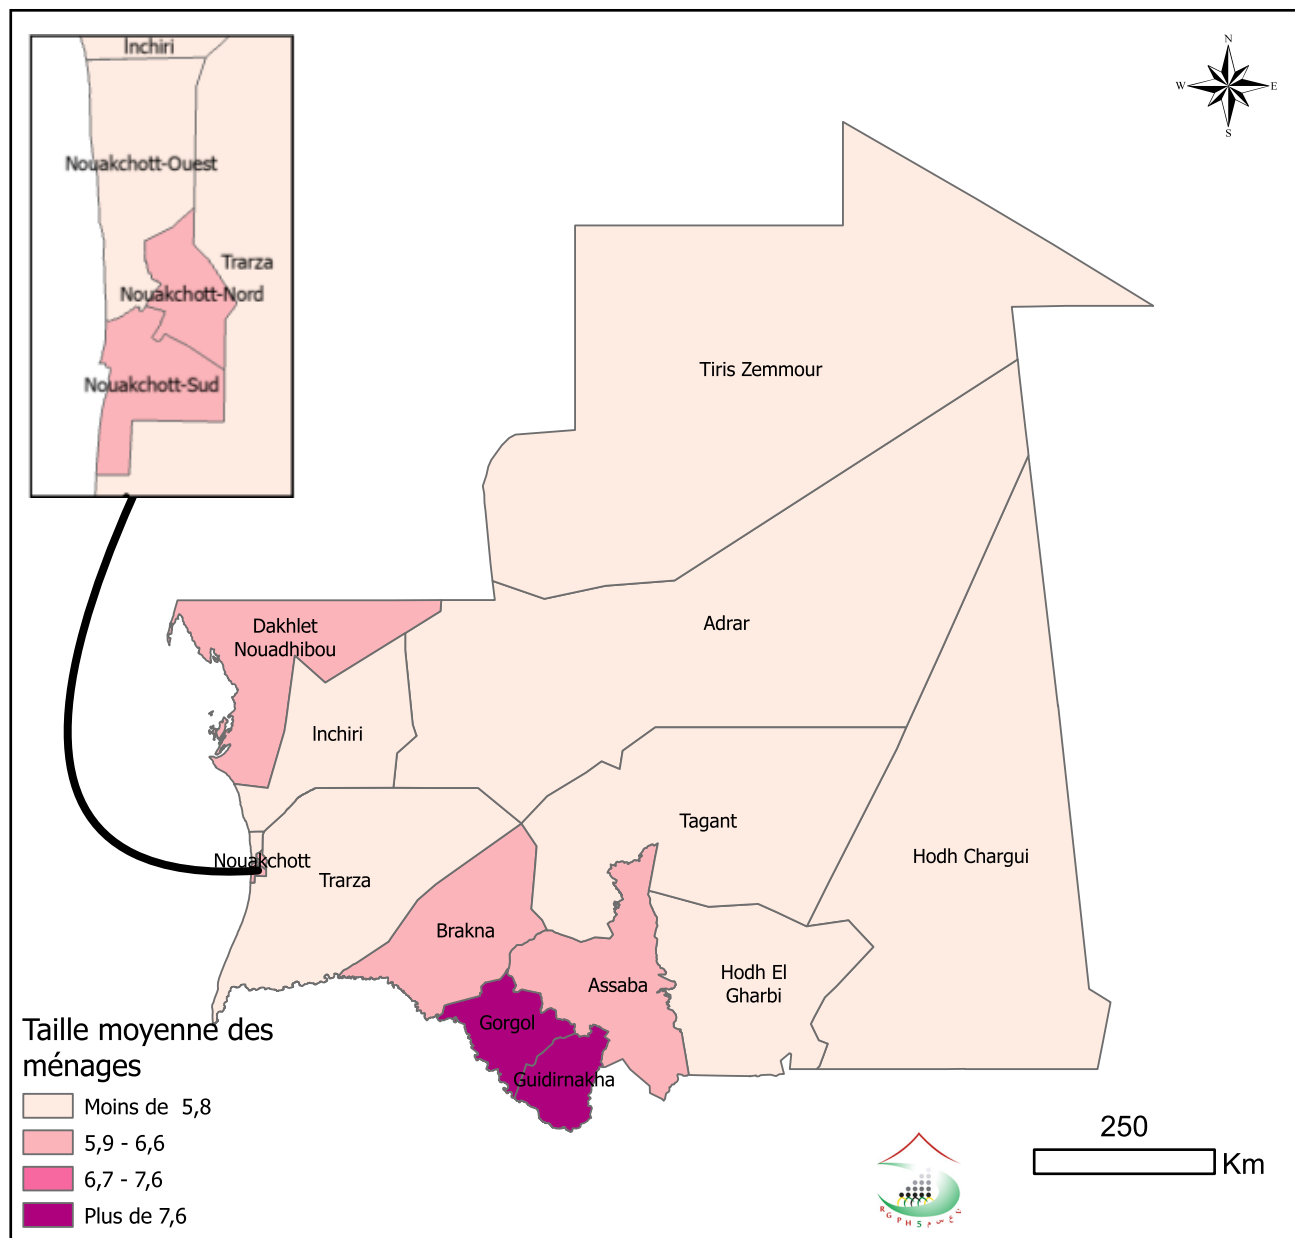 Inchiri
Nouakchott-Ouest
Trarza
Nouakchott-Nord
Nouakchott-Sud
N
W
E
S
Tiris Zemmour
Adrar
Dakhlet
Nouadhibou
Inchiri
Tagant
Hodh Chargui
Nouakchott
Trarza
Brakna
Assaba
Hodh El
Gharbi
Gorgol
Guidirnakha
Taille moyenne des
ménages
Moins de 5,8
5,9 - 6,6
6,7 - 7,6
Plus de 7,6
250
Km
RGPH5